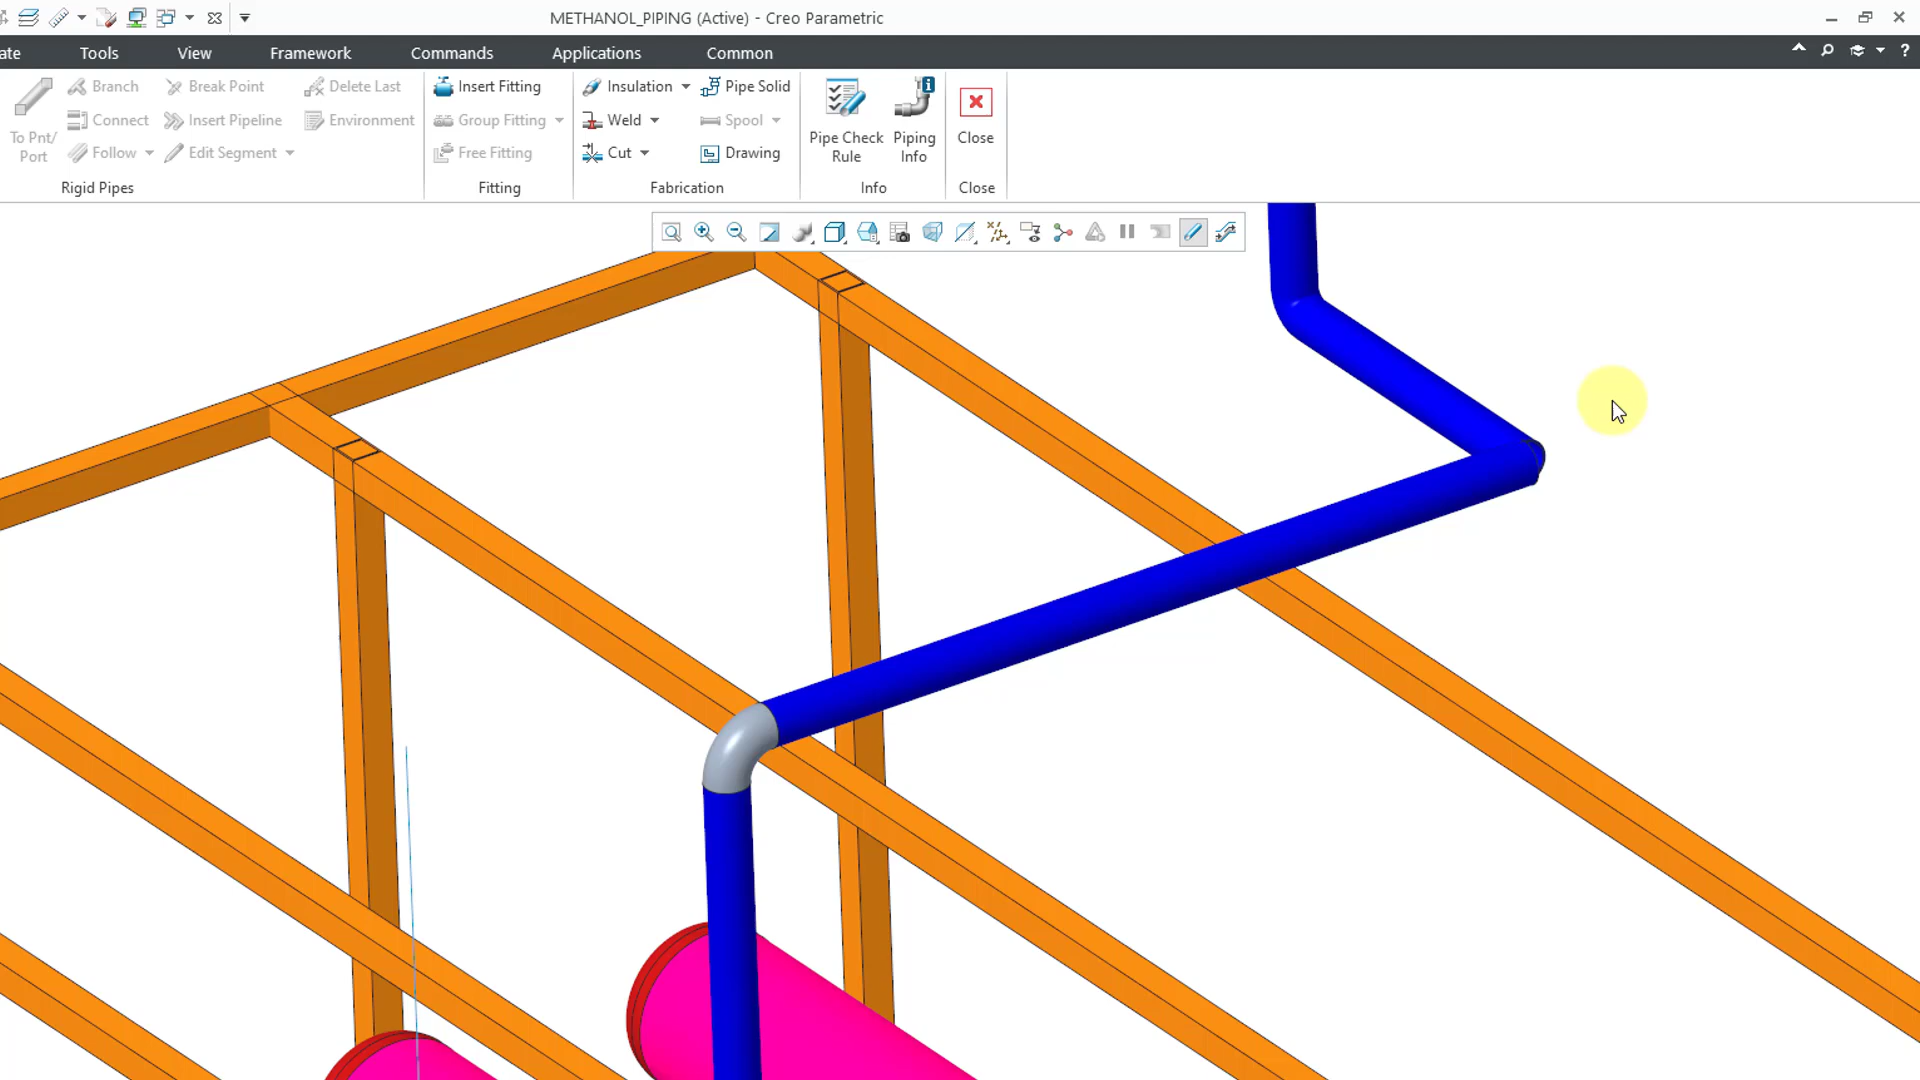 METHANOL_PIPING (Active) - Creo Parametric
ate Tools View Framework Commands Applications Common
To Pnt/
Port
Branch
Connect
Follow
Break Point
Insert Pipeline
Edit Segment
Delete Last
Environment
Rigid Pipes
Insert Fitting
Group Fitting
Free Fitting
Fitting
Insulation
Weld
Cut
Pipe Solid
Spool
Drawing
Fabrication
Pipe Check
Rule
Piping
Info
Info
Close
Close